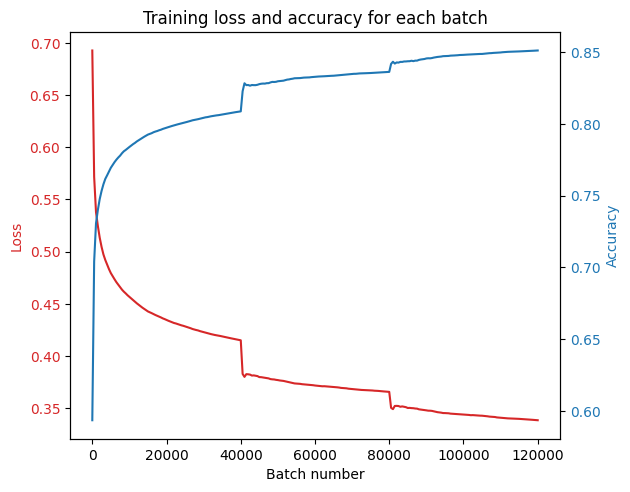 Training loss and accuracy for each batch
0.70
0.65
0.60
0.55
0.50
0.45
0.40
0.35
Loss
0.85
0.80
0.75
0.70
0.65
0.60
Accuracy
0 20000 40000 60000 80000 100000 120000
Batch number